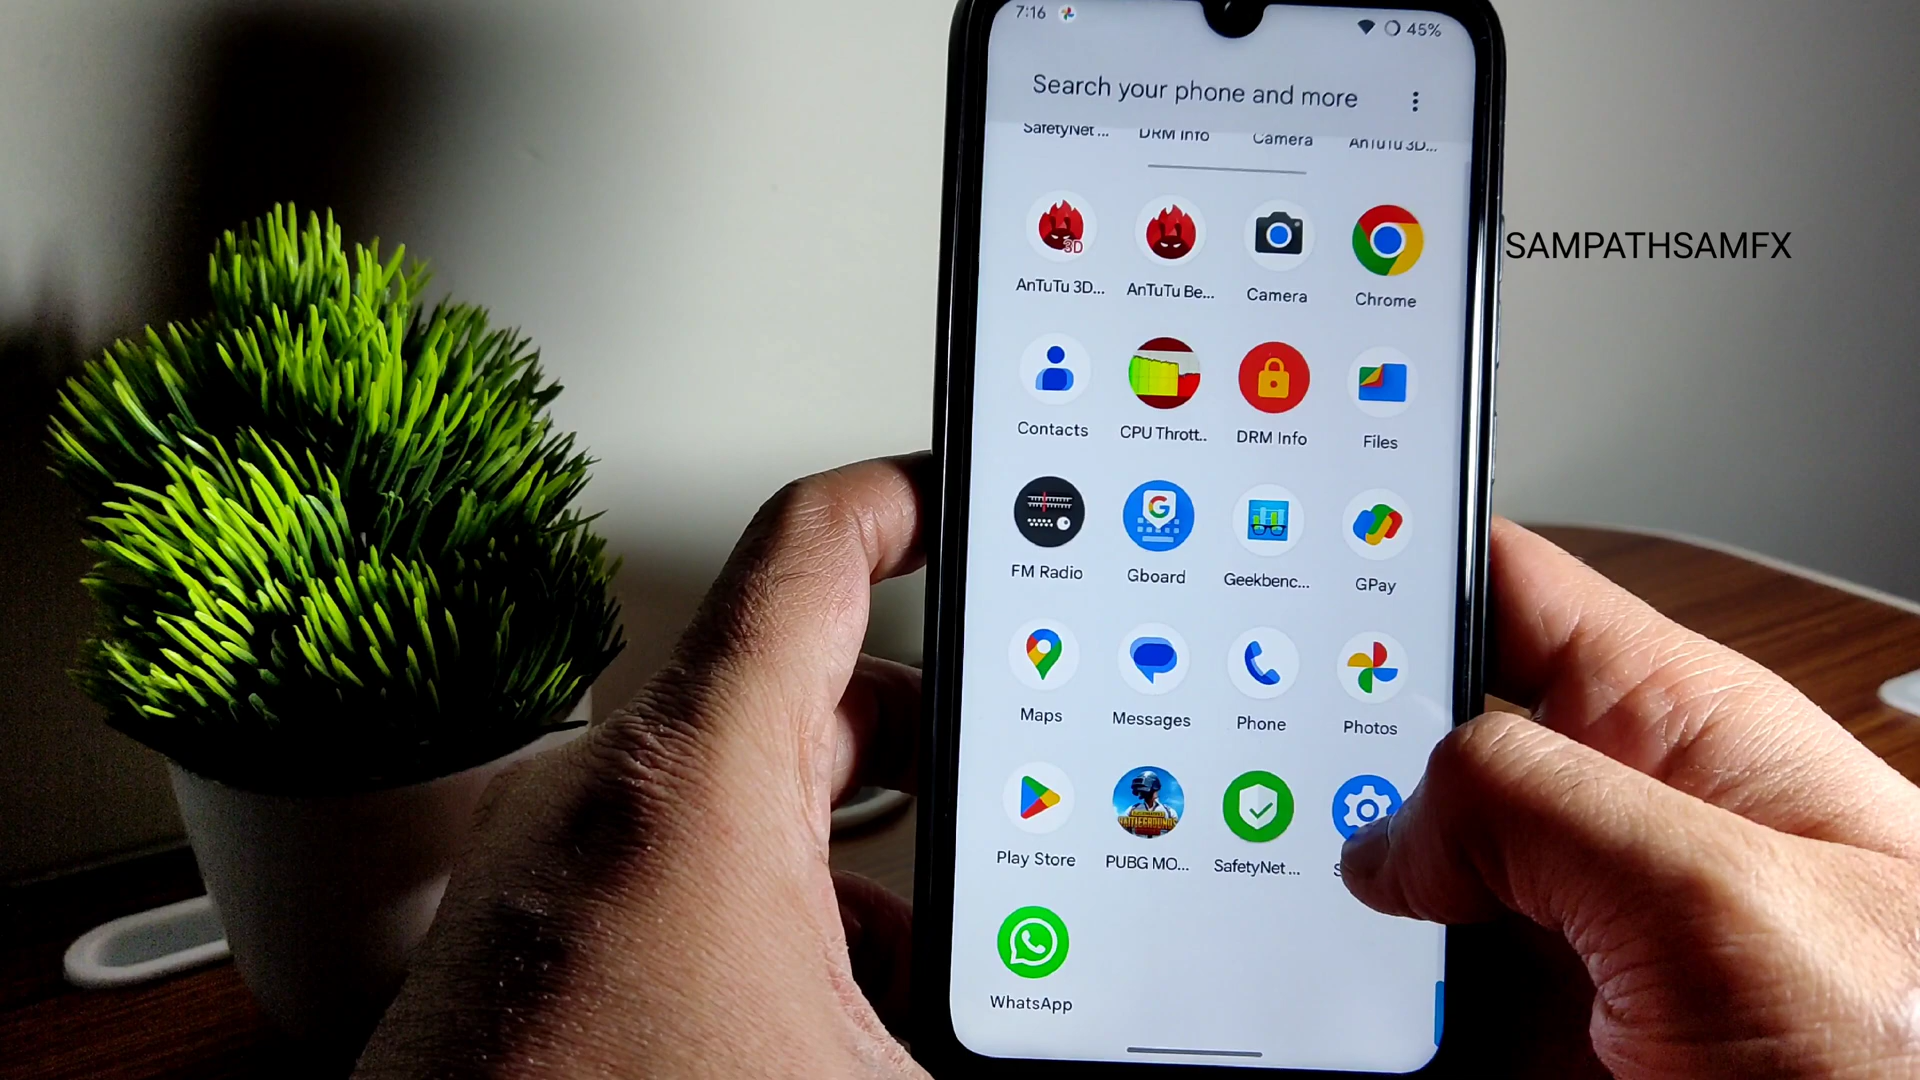 7:16
45%
Search your phone and more
SafetyNet ...
DRM Info
Camera
AnTuTu 3D...
3D
AnTuTu 3D...
AnTuTu Be...
Camera
Chrome
SAMPATHSAMFX
Contacts
CPU Thrott..
DRM Info
Files
G
FM Radio
Gboard
Geekbenc...
GPay
Maps
Messages
Phone
Photos
Play Store
PUBG MO...
SafetyNet ...
WhatsApp